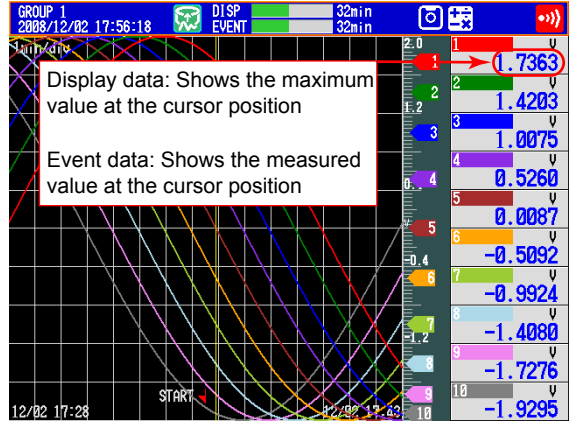 GROUP 1
2008/12/02 17:56:18
DISP 32min
EVENT 32min
1min/div
Display data: Shows the maximum
value at the cursor position
Event data: Shows the measured
value at the cursor position
2.0
1.2
-0.4
-1.2
1
2
3
4
5
6
7
8
9
10
1 V
1.7363
2 V
1.4203
3 V
1.0075
4 V
0.5260
5 V
0.0087
6 V
-0.5092
7 V
-0.9924
8 V
-1.4080
9 V
-1.7276
10 V
-1.9295
START
12/02 17:28